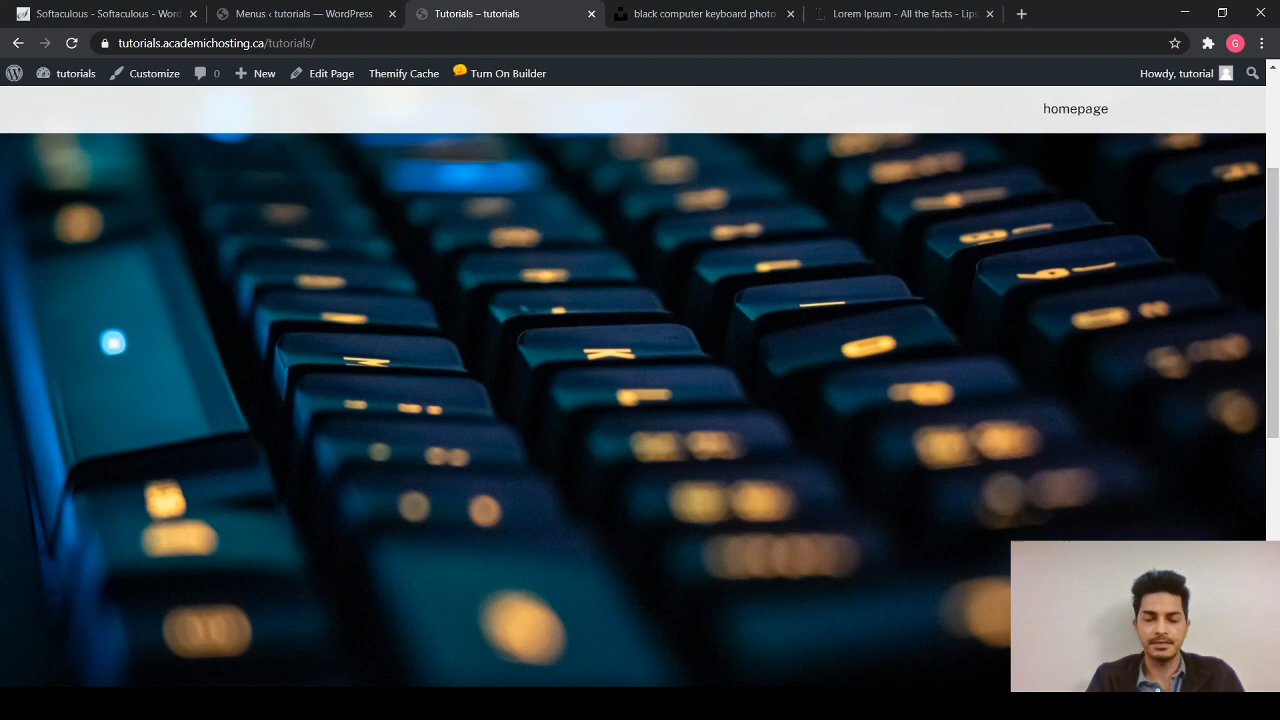 Softaculous - Softaculous - Word
Menus ‹ tutorials — WordPress
Tutorials – tutorials
black computer keyboard photo
Lorem Ipsum - All the facts - Lips
tutorials.academichosting.ca/tutorials/
G
tutorials
Customize
0
New
Edit Page
Themify Cache
Turn On Builder
Howdy, tutorial
homepage
K